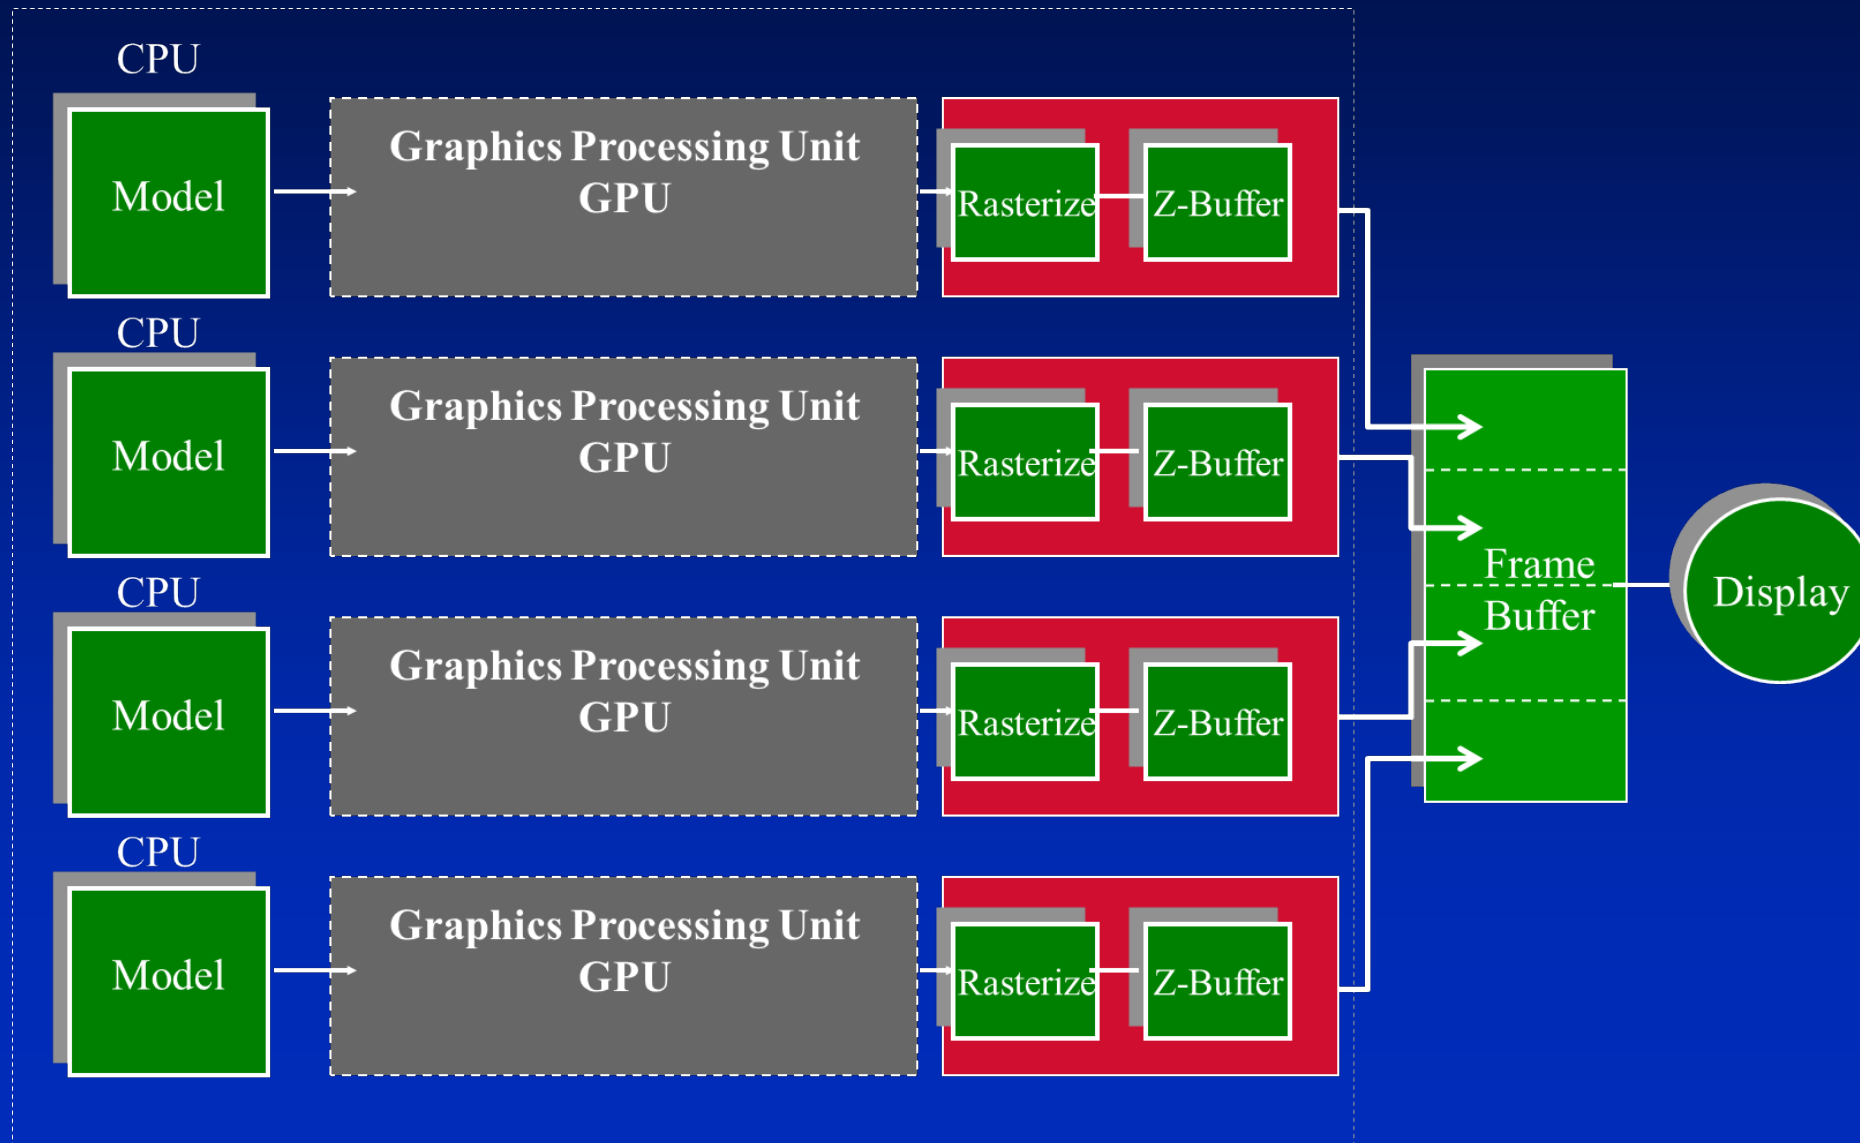 CPU
Model
Graphics Processing Unit
GPU
Rasterize
Z-Buffer
CPU
Model
Graphics Processing Unit
GPU
Rasterize
Z-Buffer
CPU
Model
Graphics Processing Unit
GPU
Rasterize
Z-Buffer
CPU
Model
Graphics Processing Unit
GPU
Rasterize
Z-Buffer
Frame
Buffer
Display